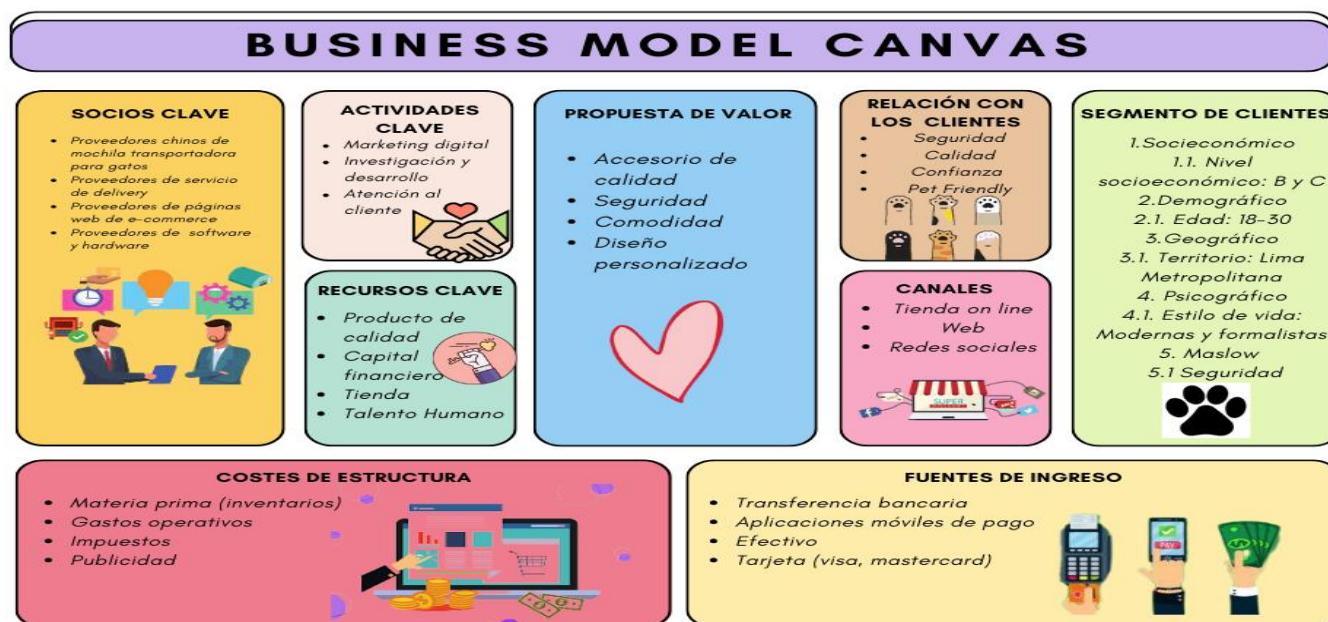 BUSINESS MODEL CANVAS
SOCIOS CLAVE
• Proveedores chinos de
mochila transportadora
para gatos
• Proveedores de servicio
de delivery
• Proveedores de páginas
web de e-commerce
• Proveedores de software
y hardware
ACTIVIDADES
CLAVE
• Marketing digital
• Investigación y
desarrollo
• Atención al
cliente
RECURSOS CLAVE
• Producto de
calidad
• Capital
financiero
• Tienda
• Talento Humano
PROPUESTA DE VALOR
• Accesorio de
calidad
• Seguridad
• Comodidad
• Diseño
personalizado
RELACIÓN CON
LOS CLIENTES
• Seguridad
• Calidad
• Confianza
• Pet Friendly
CANALES
• Tienda on line
• Web
• Redes sociales
SUPER
SEGMENTO DE CLIENTES
1.Socieconómico
1.1. Nivel
socioeconómico: B y C
2.Demográfico
2.1. Edad: 18-30
3.Geográfico
3.1. Territorio: Lima
Metropolitana
4. Psicográfico
4.1. Estilo de vida:
Modernas y formalistas
5. Maslow
5.1 Seguridad
COSTES DE ESTRUCTURA
• Materia prima (inventarios)
• Gastos operativos
• Impuestos
• Publicidad
FUENTES DE INGRESO
• Transferencia bancaria
• Aplicaciones móviles de pago
• Efectivo
• Tarjeta (visa, mastercard)
PAY